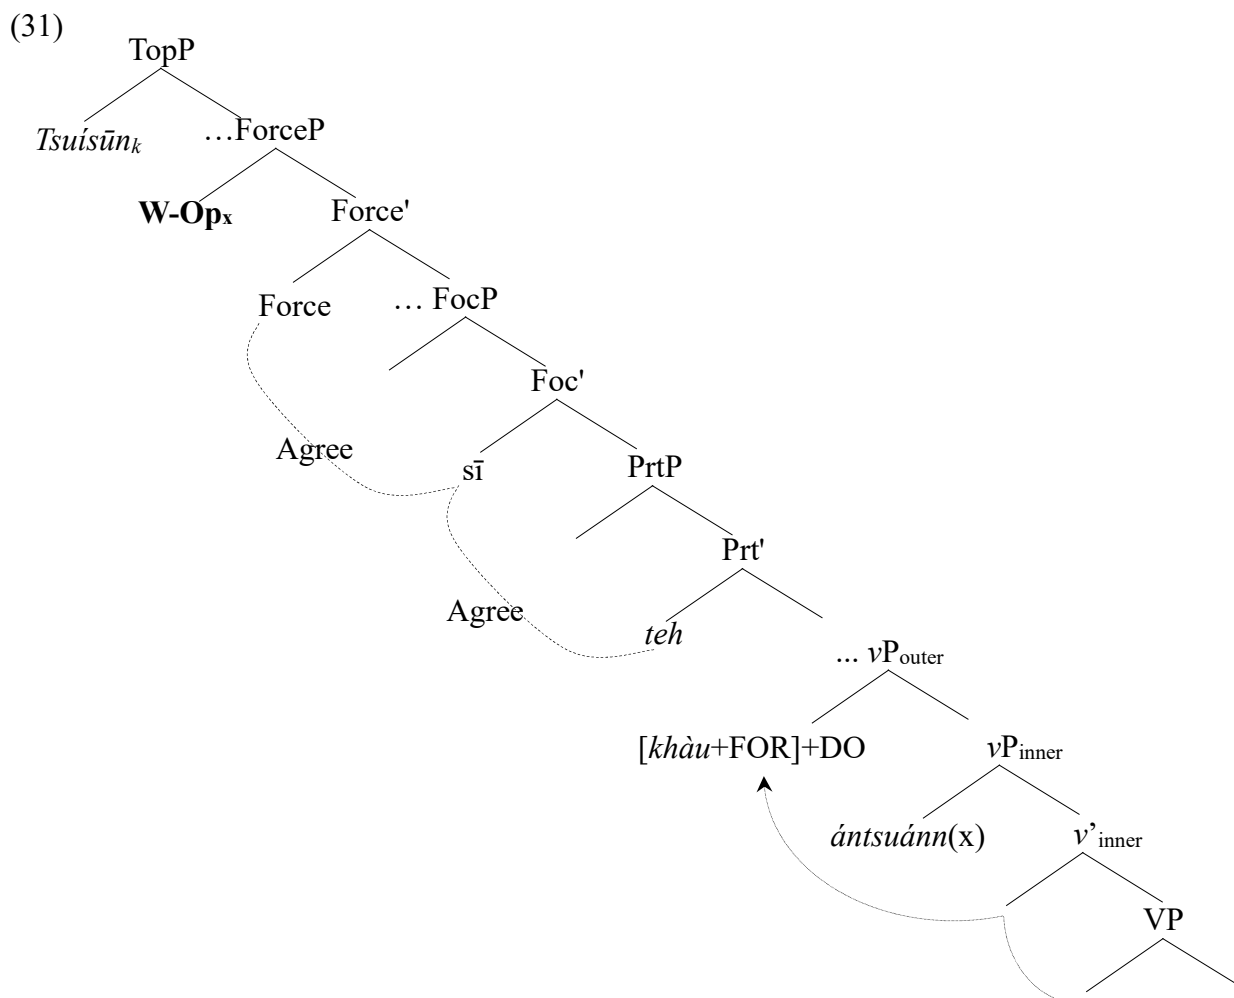 (31)
TopP
Tsuísūnk
…ForceP
W-Opx
Force'
Force
… FocP
Foc'
Agree
sī
PrtP
Prt'
Agree
teh
... vPouter
[khàu+FOR]+DO
vPinner
ántsuánn(x)
v’inner
VP